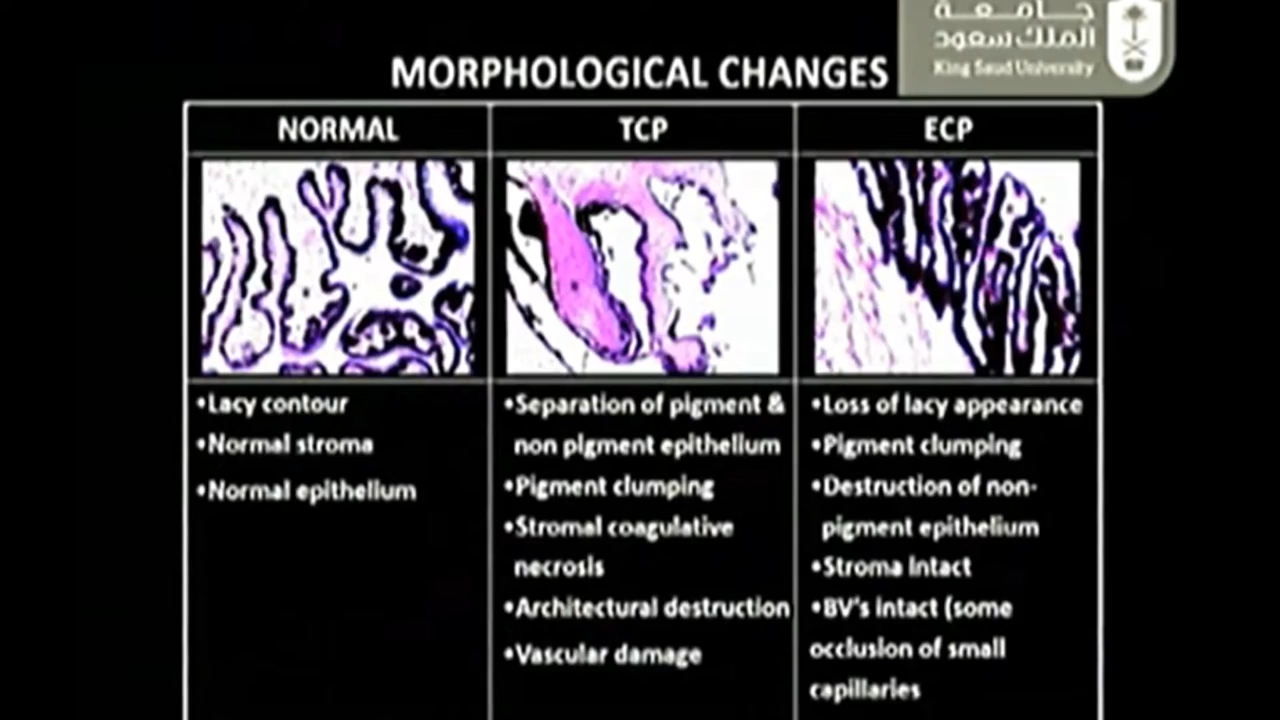 جامعة
الملك سعود
King Saud University
MORPHOLOGICAL CHANGES
NORMAL
TCP
ECP
•Lacy contour
•Normal stroma
•Normal epithelium
•Separation of pigment &
non pigment epithelium
•Pigment clumping
•Stromal coagulative
necrosis
•Architectural destruction
•Vascular damage
•Loss of lacy appearance
•Pigment clumping
•Destruction of non-
pigment epithelium
•Stroma intact
•BV's intact (some
occlusion of small
capillaries